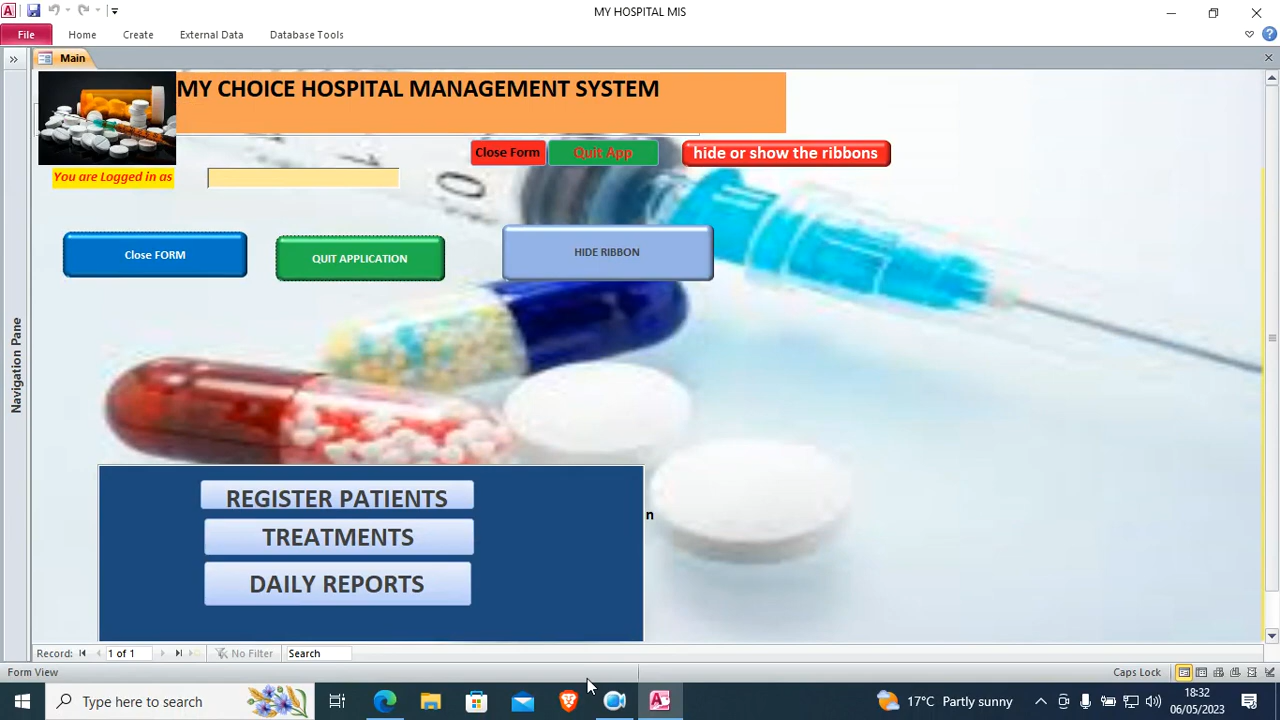 MY HOSPITAL MIS
File Home Create External Data Database Tools
Main
MY CHOICE HOSPITAL MANAGEMENT SYSTEM
Close Form Quit App hide or show the ribbons
You are Logged in as
Close FORM QUIT APPLICATION HIDE RIBBON
Navigation Pane
REGISTER PATIENTS
n
TREATMENTS
DAILY REPORTS
Record: 1 of 1 No Filter Search
Form View Caps Lock
Type here to search 17°C Partly sunny 18:32
06/05/2023